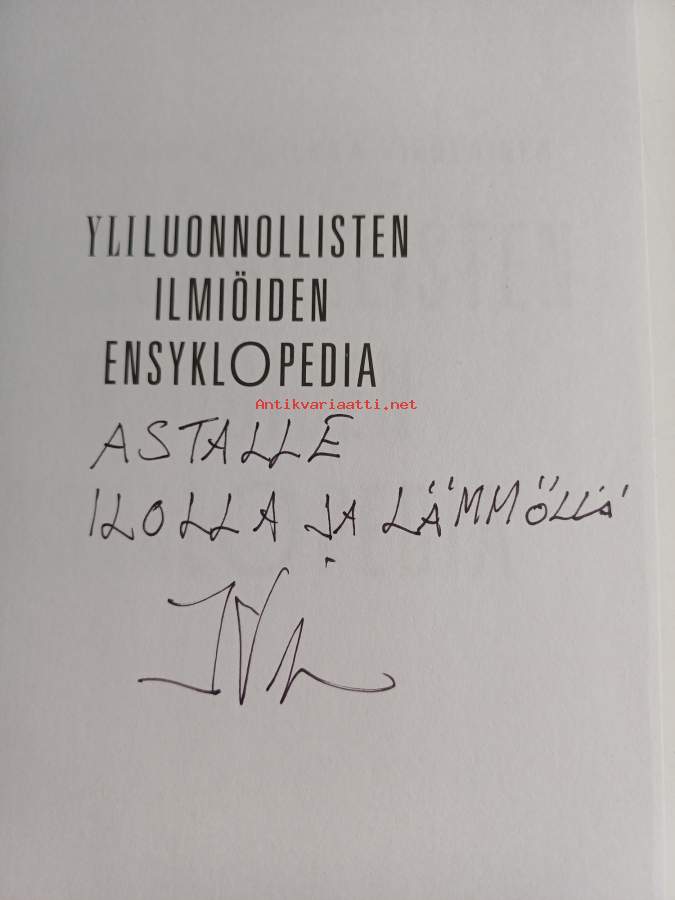 YLILUONNOLLISTEN
ILMIÖIDEN
ENSYKLOPEDIA
Antikvariaatti.net
ASTALLE
ILOLLA JA LÄMMÖLLÄ